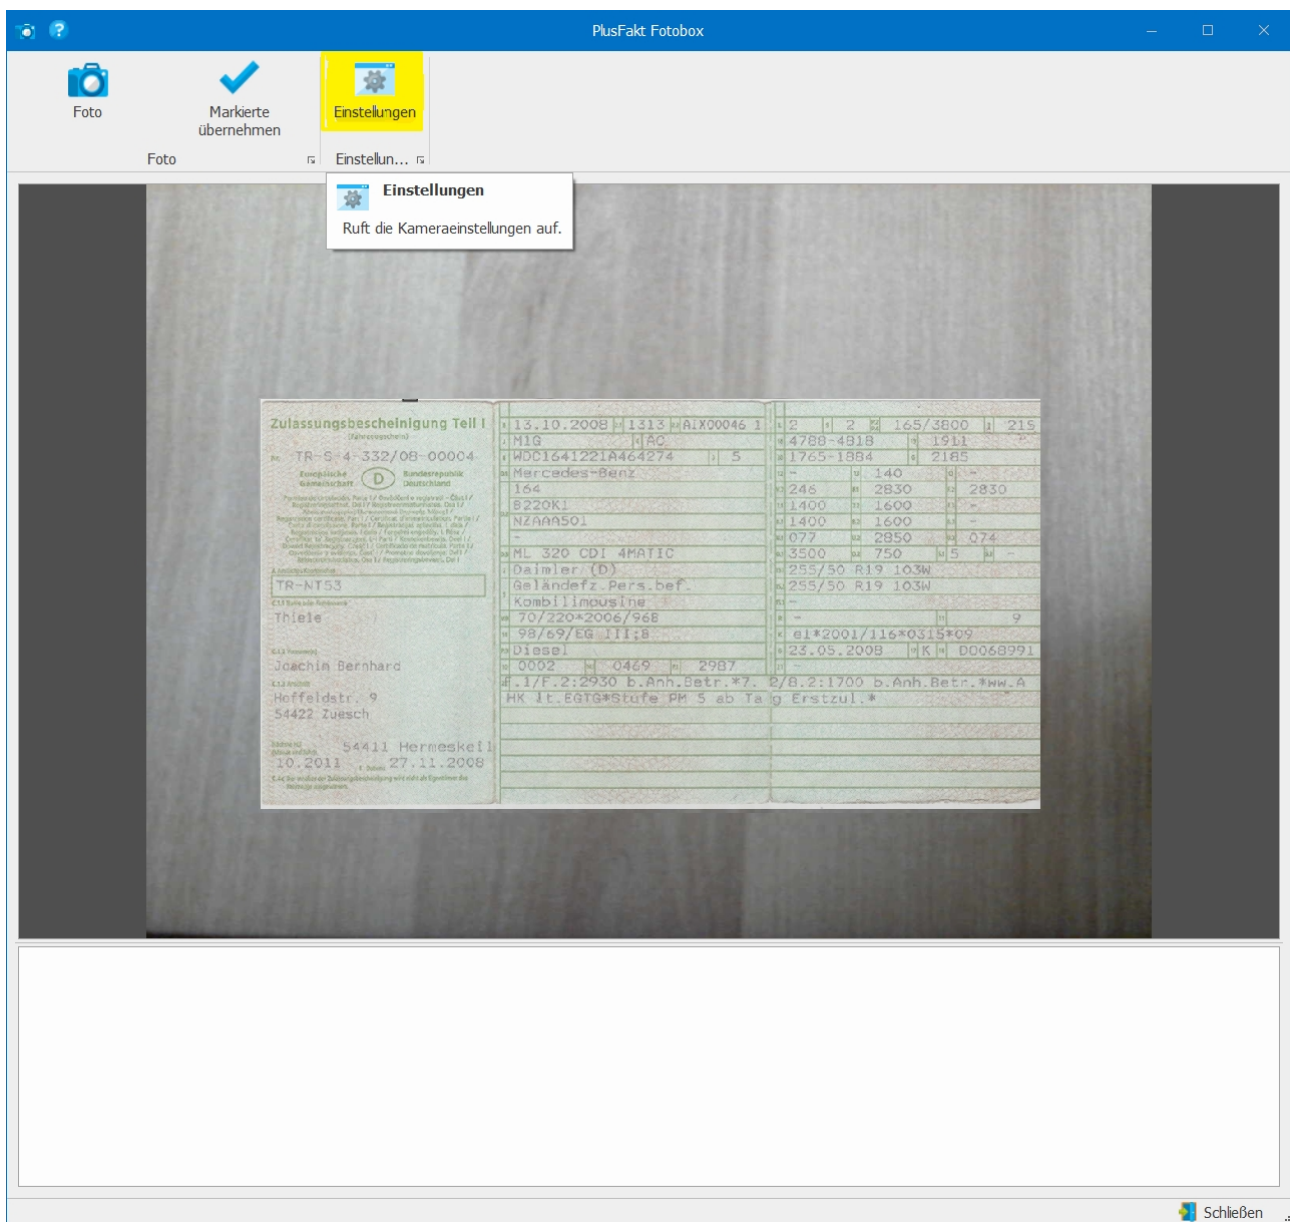 PlusFakt Fotobox
Foto
Markierte
übernehmen
Einstellungen
Foto
Einstellun...
Einstellungen
Ruft die Kameraeinstellungen auf.
Zulassungsbescheinigung Teil I
(Fahrzeugschein)
Nr. TR-S 4-332/08-00004
Europäische Gemeinschaft D Bundesrepublik Deutschland
TR-NT53
Thiele
Joachim Bernhard
Hoffeldstr. 9
54422 Zuesch
54411 Hermeskeil
10.2011 27.11.2008
13.10.2008 1313 AIX00046 1
M1G AC
WDC1641221A464274 5
Mercedes-Benz
164
8220K1
NZAAA501
-
ML 320 CDI 4MATIC
Daimler (D)
Geländefz.Pers.bef.
Kombilimousine
70/220*2006/96B
98/69/EG III;B
Diesel
0002 0469 2987
2 2 165/3800 215
4788-4818 1911
1765-1884 2185
- 140 -
246 2830 2830
1400 1600 -
1400 1600 -
077 2850 074
3500 750 5 -
255/50 R19 103W
255/50 R19 103W
-
- 9
e1*2001/116*0315*09
23.05.2008 K D0068991
-
.1/F.2:2930 b.Anh.Betr.*7. 2/8.2:1700 b.Anh.Betr.*ww.A
HK lt.EGTG*Stufe PM 5 ab Ta g Erstzul.*
Schließen